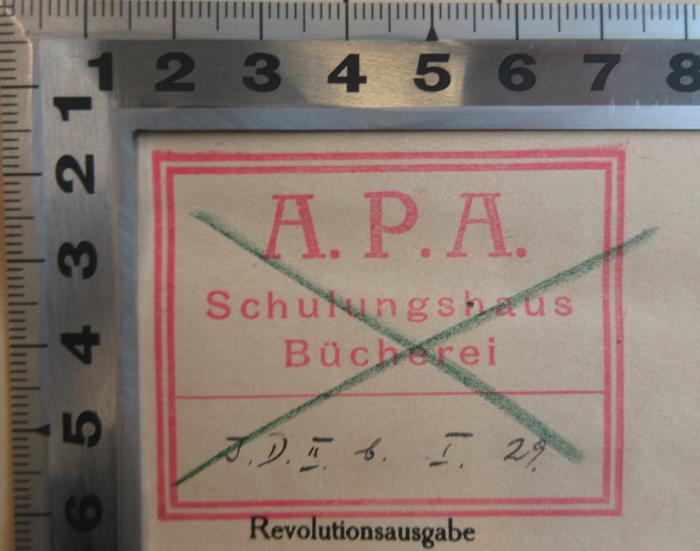 1 2 3 4 5 6 7 8
1
2
3
4
5
6
A. P. A.
Schulungshaus
Bücherei
J. D. II. b. I. 29.
Revolutionsausgabe